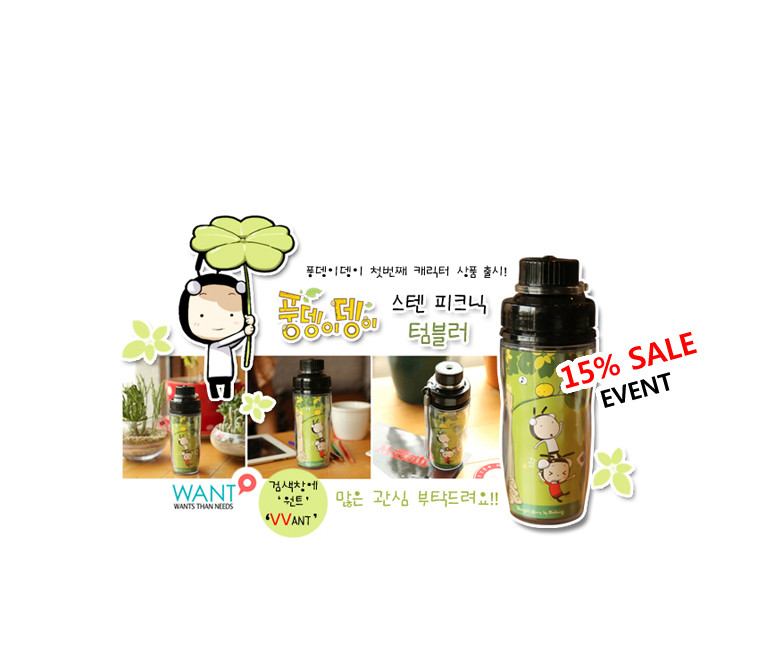 풍뎅이뎅이 첫번째 캐릭터 상품 출시!
풍뎅이뎅이
스텐 피크닉
텀블러
15% SALE
EVENT
WANT
WANTS THAN NEEDS
검색창에
‘원트’
‘VVANT’
많은 관심 부탁드려요!!